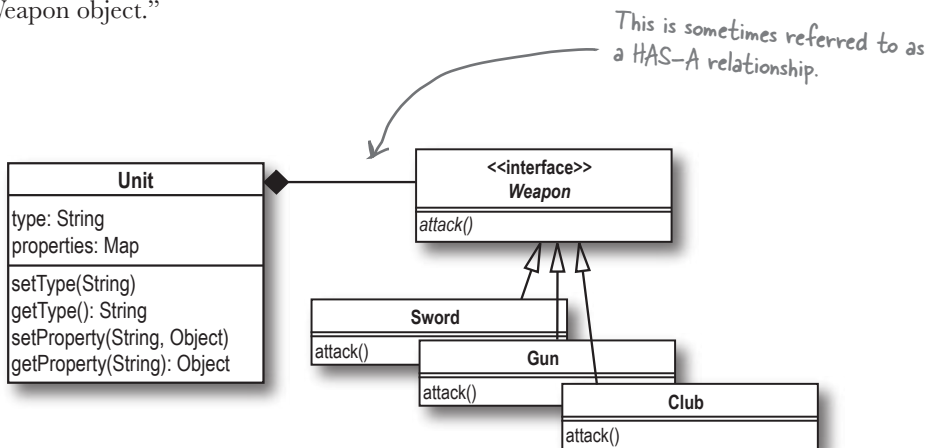 Weapon object.”
This is sometimes referred to as
a HAS-A relationship.
Unit
type: String
properties: Map
setType(String)
getType(): String
setProperty(String, Object)
getProperty(String): Object
<<interface>>
Weapon
attack()
Sword
attack()
Gun
attack()
Club
attack()